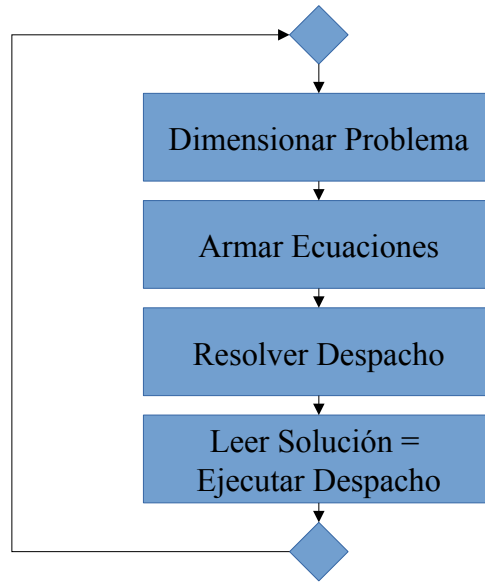 Dimensionar Problema
Armar Ecuaciones
Resolver Despacho
Leer Solución =
Ejecutar Despacho